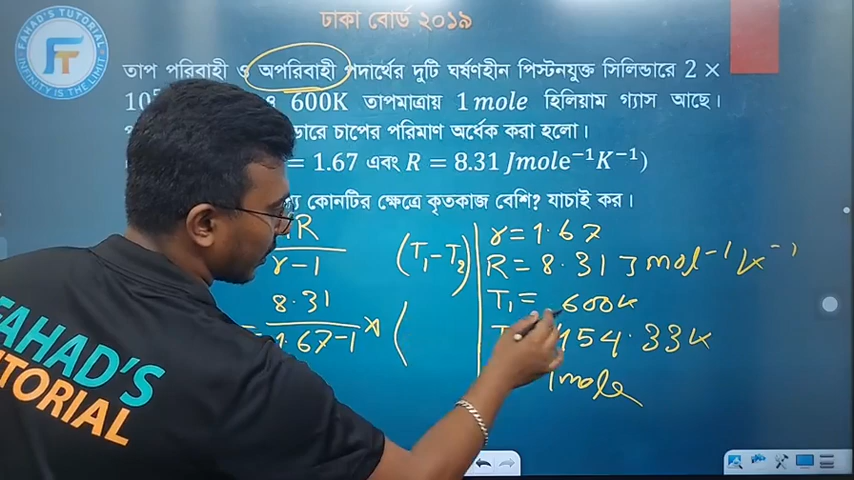 ঢাকা বোর্ড ২০১৯
FAHAD'S TUTORIAL
INFINITY IS THE LIMIT
তাপ পরিবাহী ও অপরিবাহী পদার্থের দুটি ঘর্ষণহীন পিস্টনযুক্ত সিলিন্ডারে 2 ×
10 600K তাপমাত্রায় 1 mole হিলিয়াম গ্যাস আছে।
চাপের পরিমাণ অর্ধেক করা হলো।
= 1.67 এবং R = 8.31 Jmole⁻¹K⁻¹)
কোনটির ক্ষেত্রে কৃতকাজ বেশি? যাচাই কর।
R
γ-1
(T₁-T₂)
8.31
1.67-1 × (
γ=1.67
R=8.31 J mol⁻¹ K⁻¹
T₁= 600K
454.33K
1mole
FAHAD'S
TUTORIAL